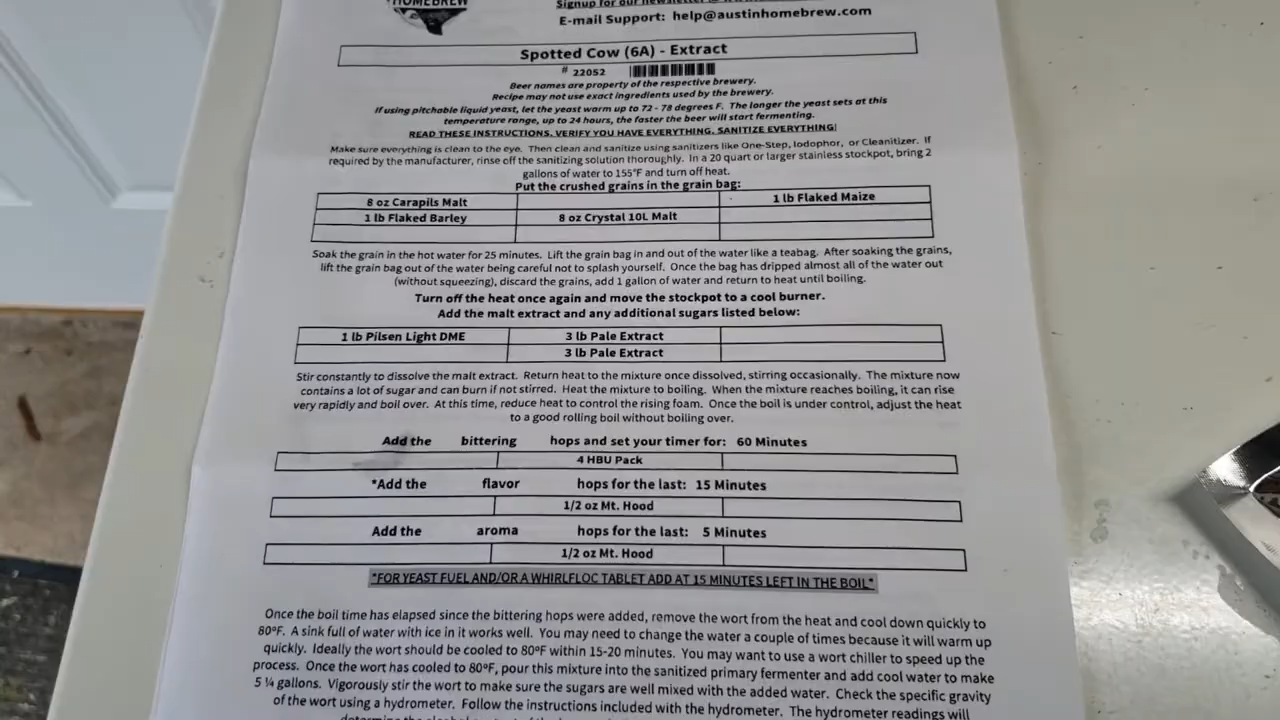 HOMEBREW
Signup for our newsletter @ www
E-mail Support: help@austinhomebrew.com
Spotted Cow (6A) - Extract
# 22052
Beer names are property of the respective brewery.
Recipe may not use exact ingredients used by the brewery.
If using pitchable liquid yeast, let the yeast warm up to 72 - 78 degrees F. The longer the yeast sets at this
temperature range, up to 24 hours, the faster the beer will start fermenting.
READ THESE INSTRUCTIONS. VERIFY YOU HAVE EVERYTHING. SANITIZE EVERYTHING!
Make sure everything is clean to the eye. Then clean and sanitize using sanitizers like One-Step, Iodophor, or Cleanitizer. If
required by the manufacturer, rinse off the sanitizing solution thoroughly. In a 20 quart or larger stainless stockpot, bring 2
gallons of water to 155°F and turn off heat.
Put the crushed grains in the grain bag:
8 oz Carapils Malt 1 lb Flaked Maize
1 lb Flaked Barley 8 oz Crystal 10L Malt
Soak the grain in the hot water for 25 minutes. Lift the grain bag in and out of the water like a teabag. After soaking the grains,
lift the grain bag out of the water being careful not to splash yourself. Once the bag has dripped almost all of the water out
(without squeezing), discard the grains, add 1 gallon of water and return to heat until boiling.
Turn off the heat once again and move the stockpot to a cool burner.
Add the malt extract and any additional sugars listed below:
1 lb Pilsen Light DME 3 lb Pale Extract
3 lb Pale Extract
Stir constantly to dissolve the malt extract. Return heat to the mixture once dissolved, stirring occasionally. The mixture now
contains a lot of sugar and can burn if not stirred. Heat the mixture to boiling. When the mixture reaches boiling, it can rise
very rapidly and boil over. At this time, reduce heat to control the rising foam. Once the boil is under control, adjust the heat
to a good rolling boil without boiling over.
Add the bittering hops and set your timer for: 60 Minutes
4 HBU Pack
*Add the flavor hops for the last: 15 Minutes
1/2 oz Mt. Hood
Add the aroma hops for the last: 5 Minutes
1/2 oz Mt. Hood
*FOR YEAST FUEL AND/OR A WHIRLFLOC TABLET ADD AT 15 MINUTES LEFT IN THE BOIL*
Once the boil time has elapsed since the bittering hops were added, remove the wort from the heat and cool down quickly to
80ºF. A sink full of water with ice in it works well. You may need to change the water a couple of times because it will warm up
quickly. Ideally the wort should be cooled to 80ºF within 15-20 minutes. You may want to use a wort chiller to speed up the
process. Once the wort has cooled to 80ºF, pour this mixture into the sanitized primary fermenter and add cool water to make
5 ¼ gallons. Vigorously stir the wort to make sure the sugars are well mixed with the added water. Check the specific gravity
of the wort using a hydrometer. Follow the instructions included with the hydrometer. The hydrometer readings will